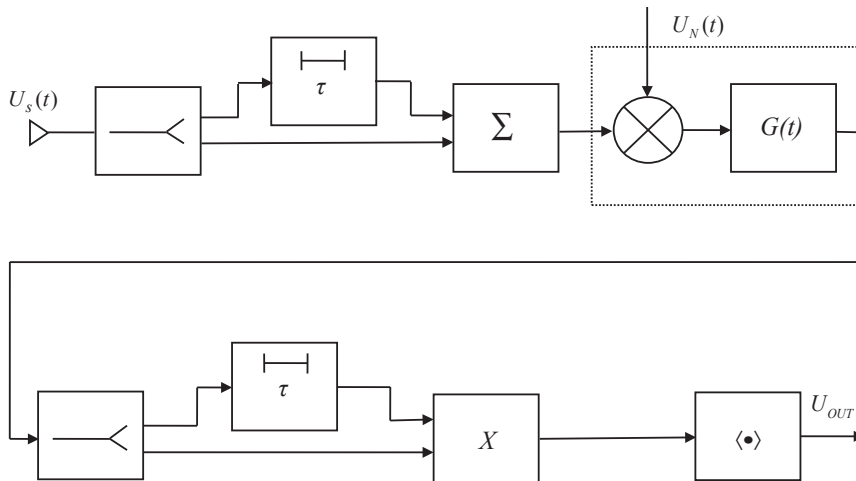 U_N(t)
U_s(t)
τ
Σ
G(t)
τ
X
⟨•⟩
U_OUT